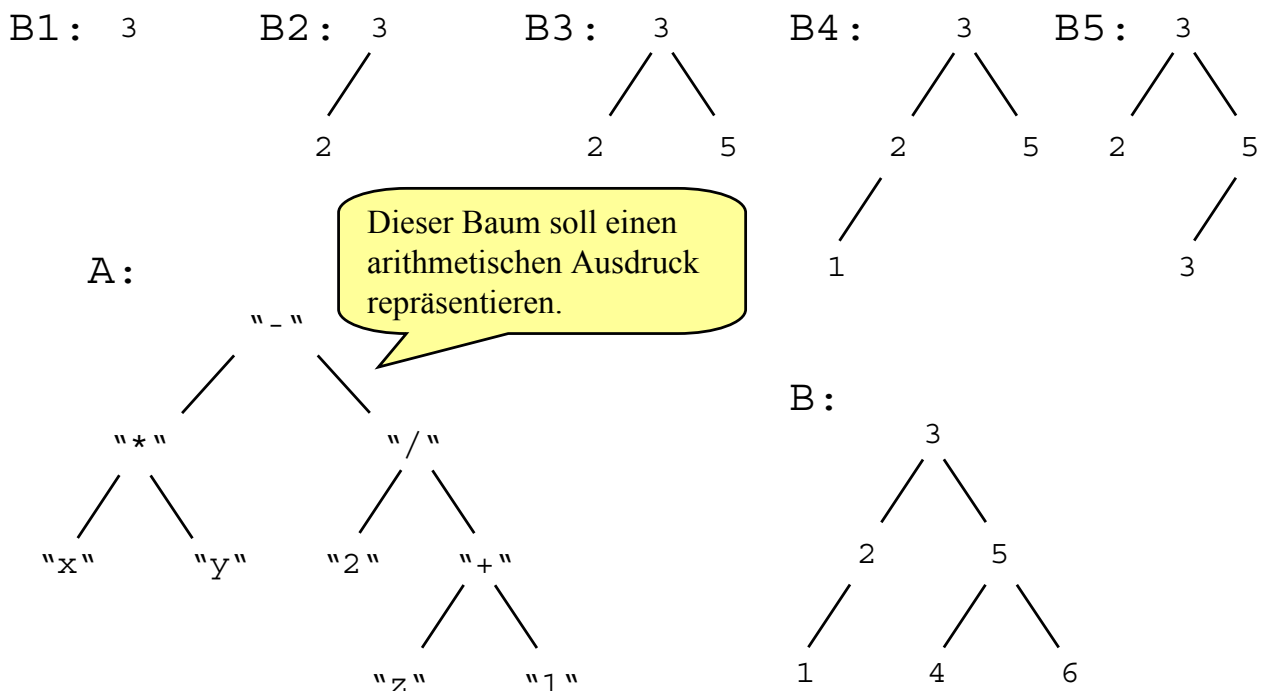 B1: 3 B2: 3 B3: 3 B4: 3 B5: 3
2 2 5 2 5 2 5
Dieser Baum soll einen
arithmetischen Ausdruck
repräsentieren.
1 3
A:
"-"
B:
3
"*" "/"
"x" "y" "2" "+"
2 5
"z" "1"
1 4 6